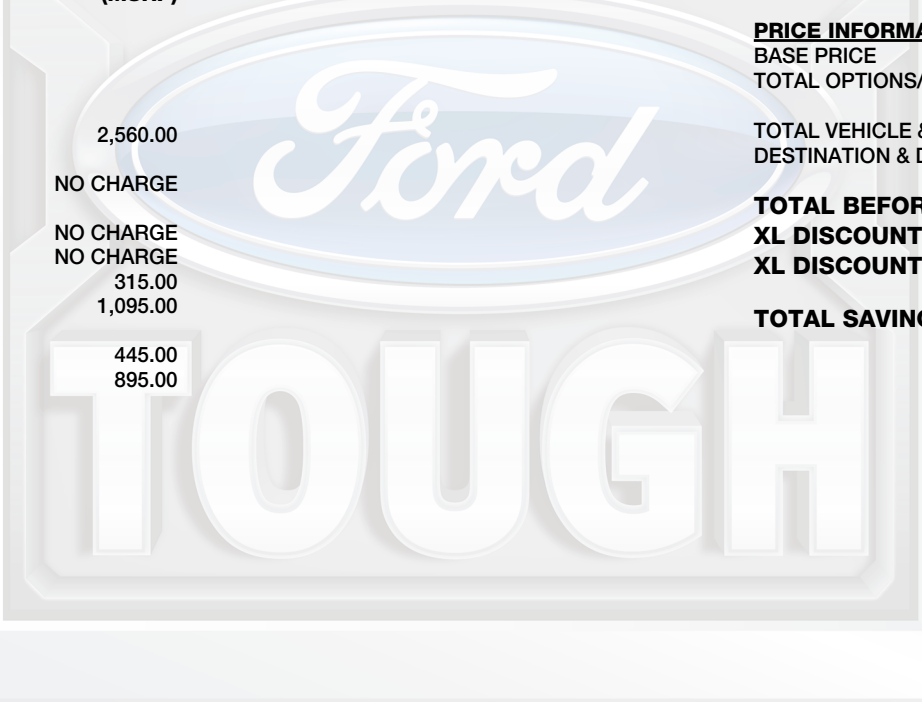 (MSRP)
2,560.00
NO CHARGE
NO CHARGE
NO CHARGE
315.00
1,095.00
445.00
895.00
PRICE INFORMA
BASE PRICE
TOTAL OPTIONS/
TOTAL VEHICLE &
DESTINATION & D
TOTAL BEFOR
XL DISCOUNT
XL DISCOUNT
TOTAL SAVING
Ford
TOUGH